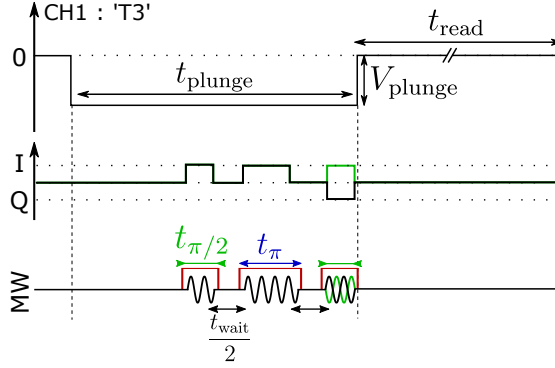 CH1 : 'T3'
t_read
0
t_plunge
V_plunge
I
Q
t_π/2
t_π
MW
t_wait
2